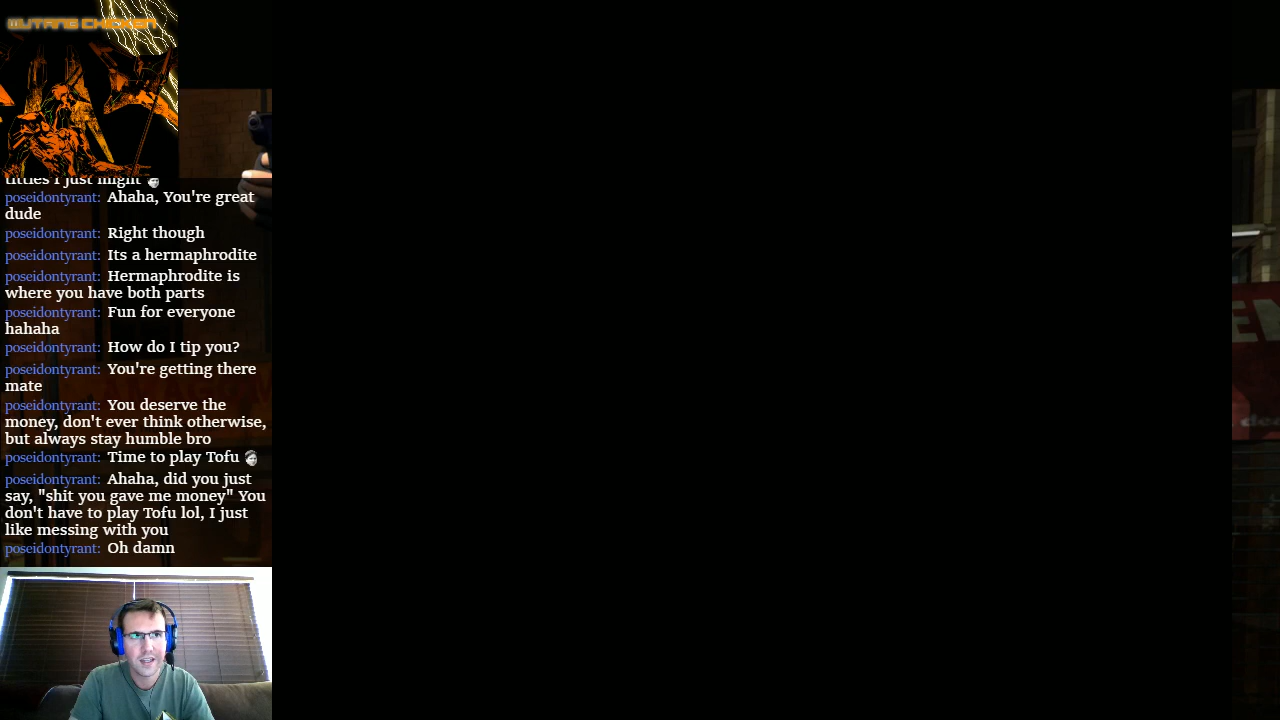 WUTANG CHICKEN
titties I just might
poseidontyrant: Ahaha, You're great
dude
poseidontyrant: Right though
poseidontyrant: Its a hermaphrodite
poseidontyrant: Hermaphrodite is
where you have both parts
poseidontyrant: Fun for everyone
hahaha
poseidontyrant: How do I tip you?
poseidontyrant: You're getting there
mate
poseidontyrant: You deserve the
money, don't ever think otherwise,
but always stay humble bro
poseidontyrant: Time to play Tofu
poseidontyrant: Ahaha, did you just
say, "shit you gave me money" You
don't have to play Tofu lol, I just
like messing with you
poseidontyrant: Oh damn